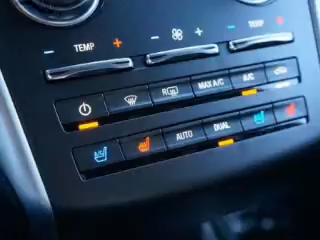 − TEMP + − + − TEMP +
R MAX A/C A/C
AUTO DUAL